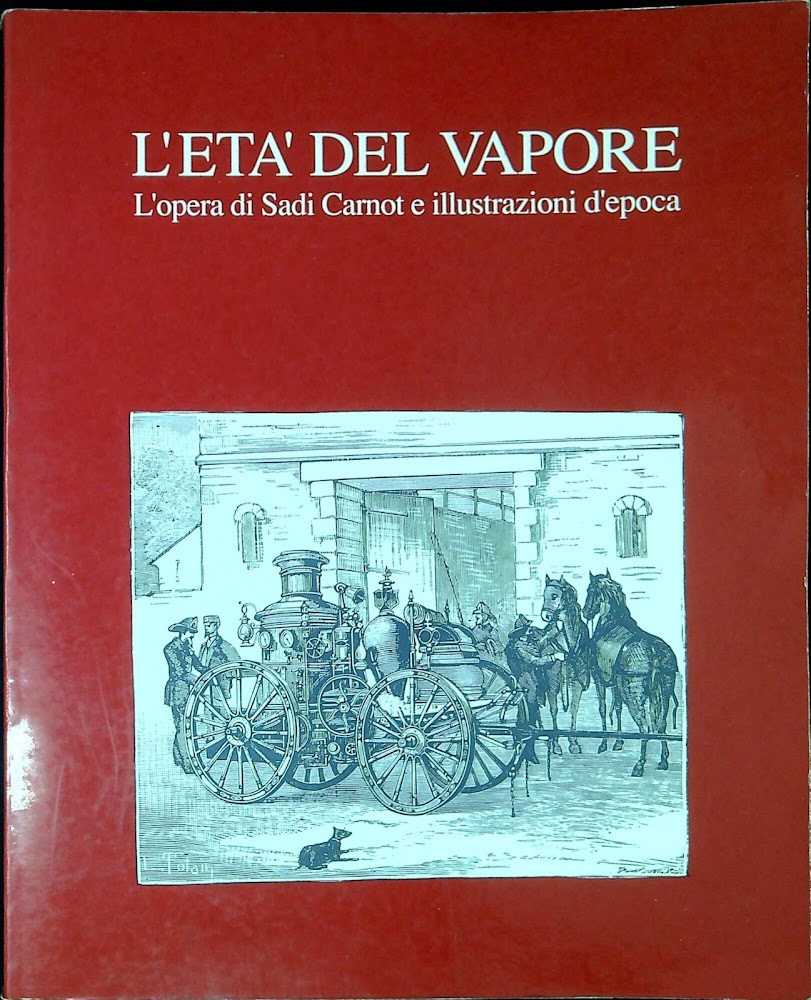 L'ETA' DEL VAPORE
L'opera di Sadi Carnot e illustrazioni d'epoca